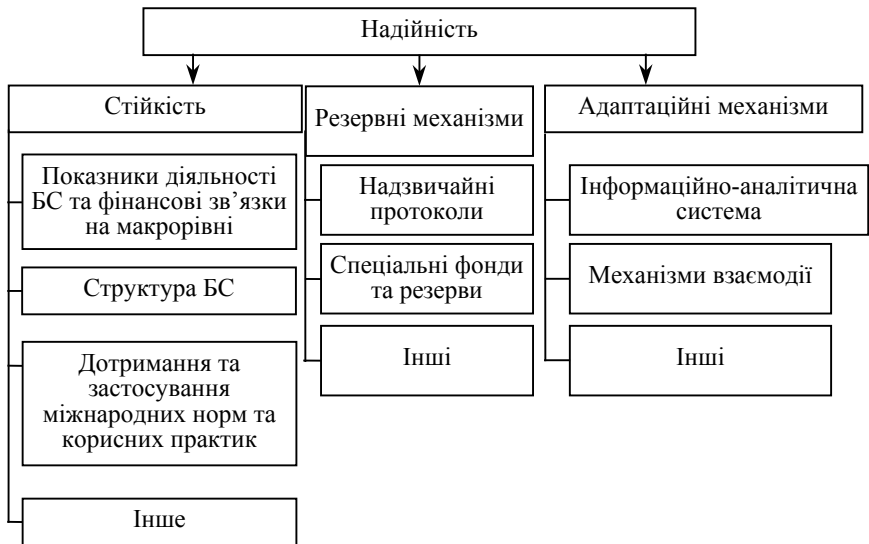 Надійність
Стійкість
Показники діяльності
БС та фінансові зв’язки
на макрорівні
Структура БС
Дотримання та
застосування
міжнародних норм та
корисних практик
Інше
Резервні механізми
Надзвичайні
протоколи
Спеціальні фонди
та резерви
Інші
Адаптаційні механізми
Інформаційно-аналітична
система
Механізми взаємодії
Інші